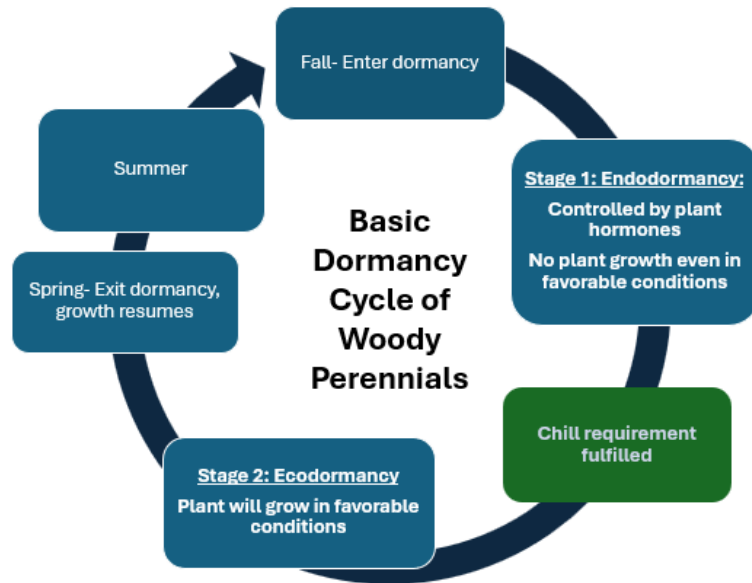 Fall- Enter dormancy
Stage 1: Endodormancy:
Controlled by plant
hormones
No plant growth even in
favorable conditions
Chill requirement
fulfilled
Stage 2: Ecodormancy
Plant will grow in favorable
conditions
Spring- Exit dormancy,
growth resumes
Summer
Basic
Dormancy
Cycle of
Woody
Perennials